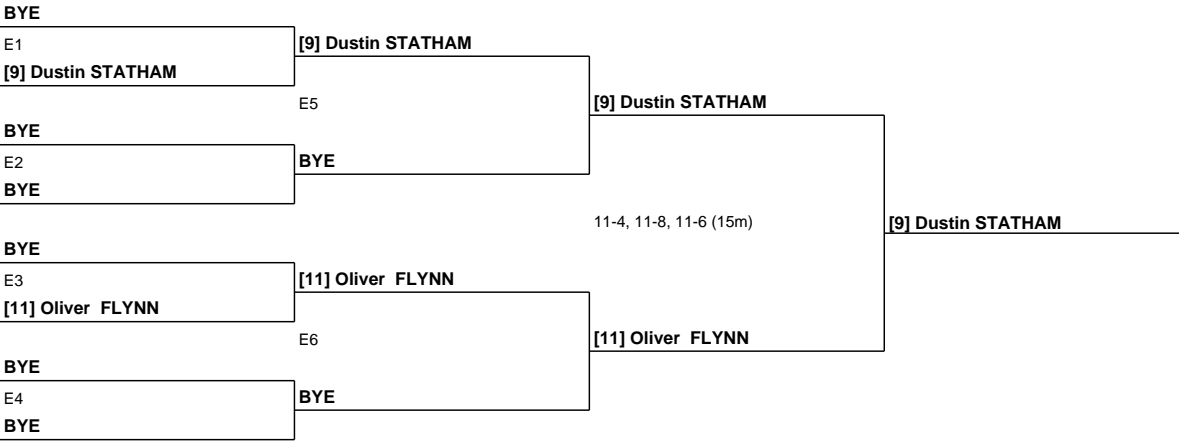 BYE
E1
[9] Dustin STATHAM
[9] Dustin STATHAM
E5
[9] Dustin STATHAM
BYE
E2
BYE
BYE
11-4, 11-8, 11-6 (15m)
[9] Dustin STATHAM
BYE
E3
[11] Oliver  FLYNN
[11] Oliver  FLYNN
E6
[11] Oliver  FLYNN
BYE
E4
BYE
BYE